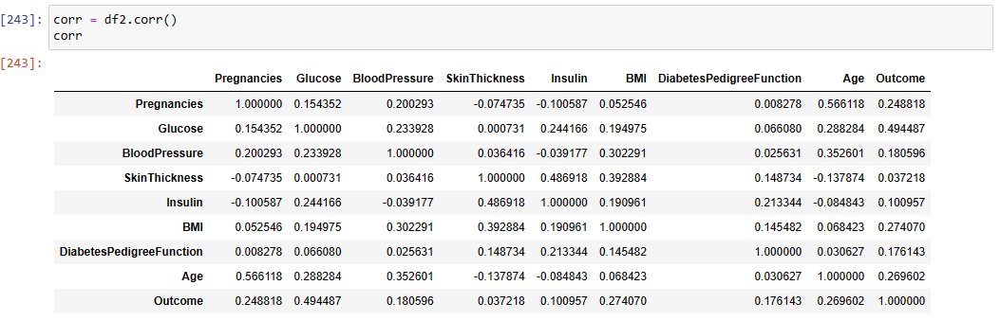 [243]: corr = df2.corr()
corr
[243]:
Pregnancies Glucose BloodPressure SkinThickness Insulin BMI DiabetesPedigreeFunction Age Outcome
Pregnancies 1.000000 0.154352 0.200293 -0.074735 -0.100587 0.052546 0.008278 0.566118 0.248818
Glucose 0.154352 1.000000 0.233928 0.000731 0.244166 0.194975 0.066080 0.288284 0.494487
BloodPressure 0.200293 0.233928 1.000000 0.036416 -0.039177 0.302291 0.025631 0.352601 0.180596
SkinThickness -0.074735 0.000731 0.036416 1.000000 0.486918 0.392884 0.148734 -0.137874 0.037218
Insulin -0.100587 0.244166 -0.039177 0.486918 1.000000 0.190961 0.213344 -0.084843 0.100957
BMI 0.052546 0.194975 0.302291 0.392884 0.190961 1.000000 0.145482 0.068423 0.274070
DiabetesPedigreeFunction 0.008278 0.066080 0.025631 0.148734 0.213344 0.145482 1.000000 0.030627 0.176143
Age 0.566118 0.288284 0.352601 -0.137874 -0.084843 0.068423 0.030627 1.000000 0.269602
Outcome 0.248818 0.494487 0.180596 0.037218 0.100957 0.274070 0.176143 0.269602 1.000000